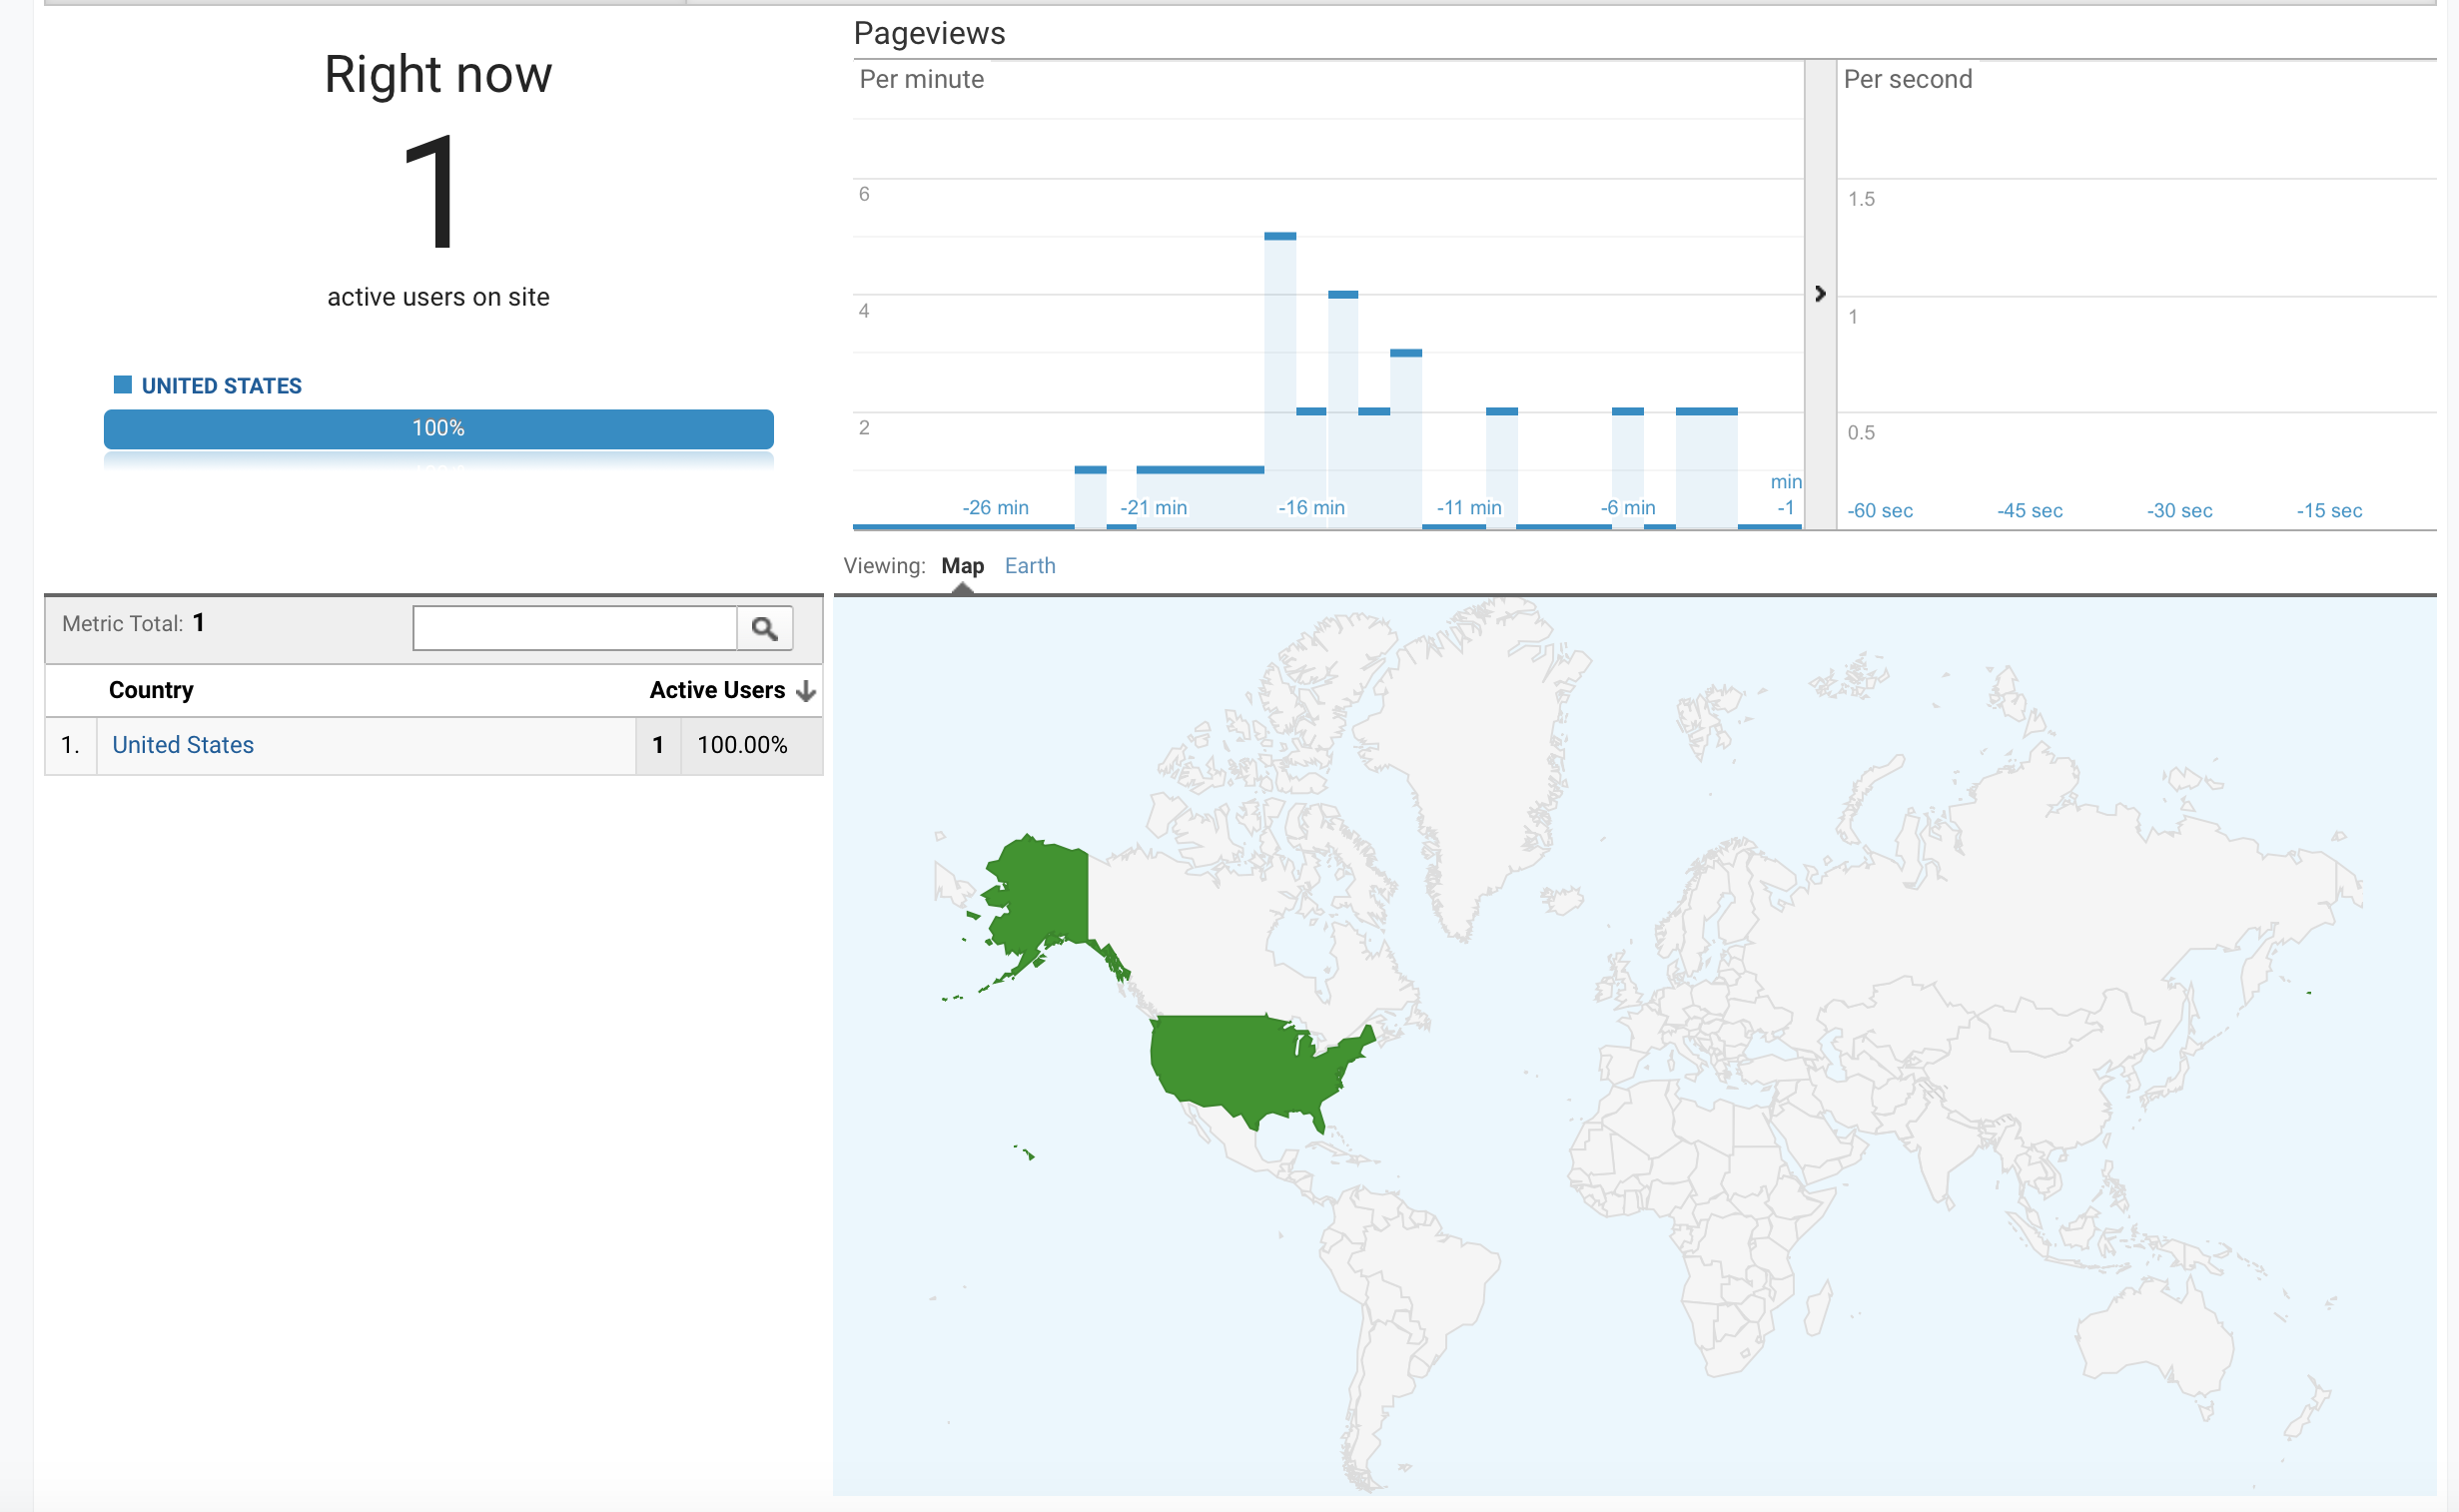 Right now
1
active users on site
UNITED STATES
100%
Pageviews
Per minute
6
4
2
-26 min
-21 min
-16 min
-11 min
-6 min
min
-1
Per second
1.5
1
0.5
-60 sec
-45 sec
-30 sec
-15 sec
Viewing: Map Earth
Metric Total: 1
Country Active Users
1. United States 1 100.00%